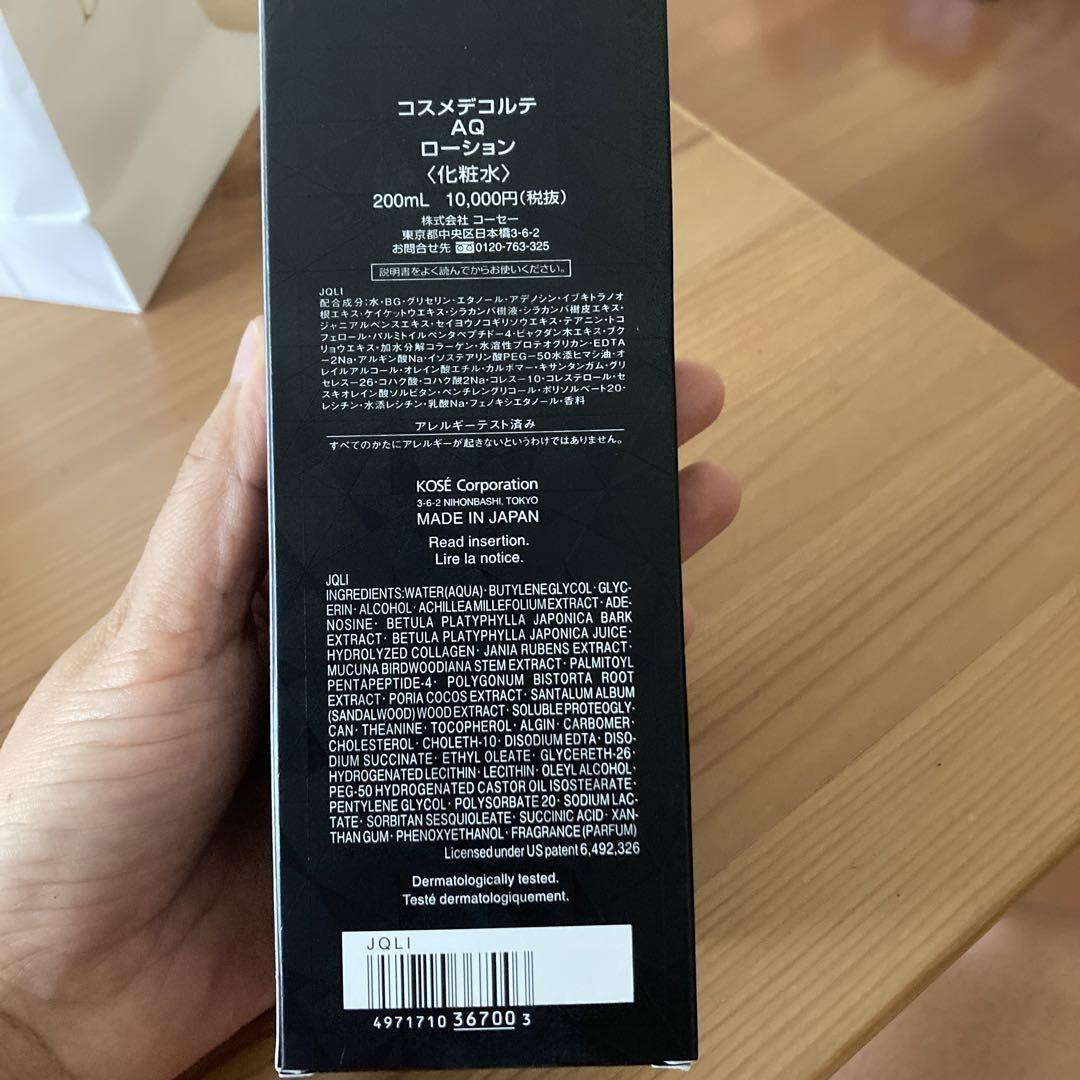 コスメデコルテ
AQ
ローション
〈化粧水〉
200mL 10,000円(税抜)
株式会社 コーセー
東京都中央区日本橋3-6-2
お問合せ先 0120-763-325
説明書をよく読んでからお使いください。
JQLI
配合成分:水・BG・グリセリン・エタノール・アデノシン・イブキトラノオ
根エキス・ケイケットウエキス・シラカンバ樹液・シラカンバ樹皮エキス・
ジャニアルベンスエキス・セイヨウノコギリソウエキス・テアニン・トコ
フェロール・パルミトイルペンタペプチド-4・ビャクダン木エキス・ブク
リョウエキス・加水分解コラーゲン・水溶性プロテオグリカン・EDTA
-2Na・アルギン酸Na・イソステアリン酸PEG-50水添ヒマシ油・オ
レイルアルコール・オレイン酸エチル・カルボマー・キサンタンガム・グリ
セレス-26・コハク酸・コハク酸2Na・コレス-10・コレステロール・セ
スキオレイン酸ソルビタン・ペンチレングリコール・ポリソルベート20・
レシチン・水添レシチン・乳酸Na・フェノキシエタノール・香料
アレルギーテスト済み
すべてのかたにアレルギーが起きないというわけではありません。
KOSÉ Corporation
3-6-2 NIHONBASHI, TOKYO
MADE IN JAPAN
Read insertion.
Lire la notice.
JQLI
INGREDIENTS:WATER(AQUA)・BUTYLENE GLYCOL・GLYC-
ERIN・ALCOHOL・ACHILLEA MILLEFOLIUM EXTRACT・ADE-
NOSINE・BETULA PLATYPHYLLA JAPONICA BARK
EXTRACT・BETULA PLATYPHYLLA JAPONICA JUICE・
HYDROLYZED COLLAGEN・JANIA RUBENS EXTRACT・
MUCUNA BIRDWOODIANA STEM EXTRACT・PALMITOYL
PENTAPEPTIDE-4・POLYGONUM BISTORTA ROOT
EXTRACT・PORIA COCOS EXTRACT・SANTALUM ALBUM
(SANDALWOOD) WOOD EXTRACT・SOLUBLE PROTEOGLY-
CAN・THEANINE・TOCOPHEROL・ALGIN・CARBOMER・
CHOLESTEROL・CHOLETH-10・DISODIUM EDTA・DISO-
DIUM SUCCINATE・ETHYL OLEATE・GLYCERETH-26・
HYDROGENATED LECITHIN・LECITHIN・OLEYL ALCOHOL・
PEG-50 HYDROGENATED CASTOR OIL ISOSTEARATE・
PENTYLENE GLYCOL・POLYSORBATE 20・SODIUM LAC-
TATE・SORBITAN SESQUIOLEATE・SUCCINIC ACID・XAN-
THAN GUM・PHENOXYETHANOL・FRAGRANCE (PARFUM)
Licensed under US patent 6,492,326
Dermatologically tested.
Testé dermatologiquement.
JQLI
4971710 36700 3